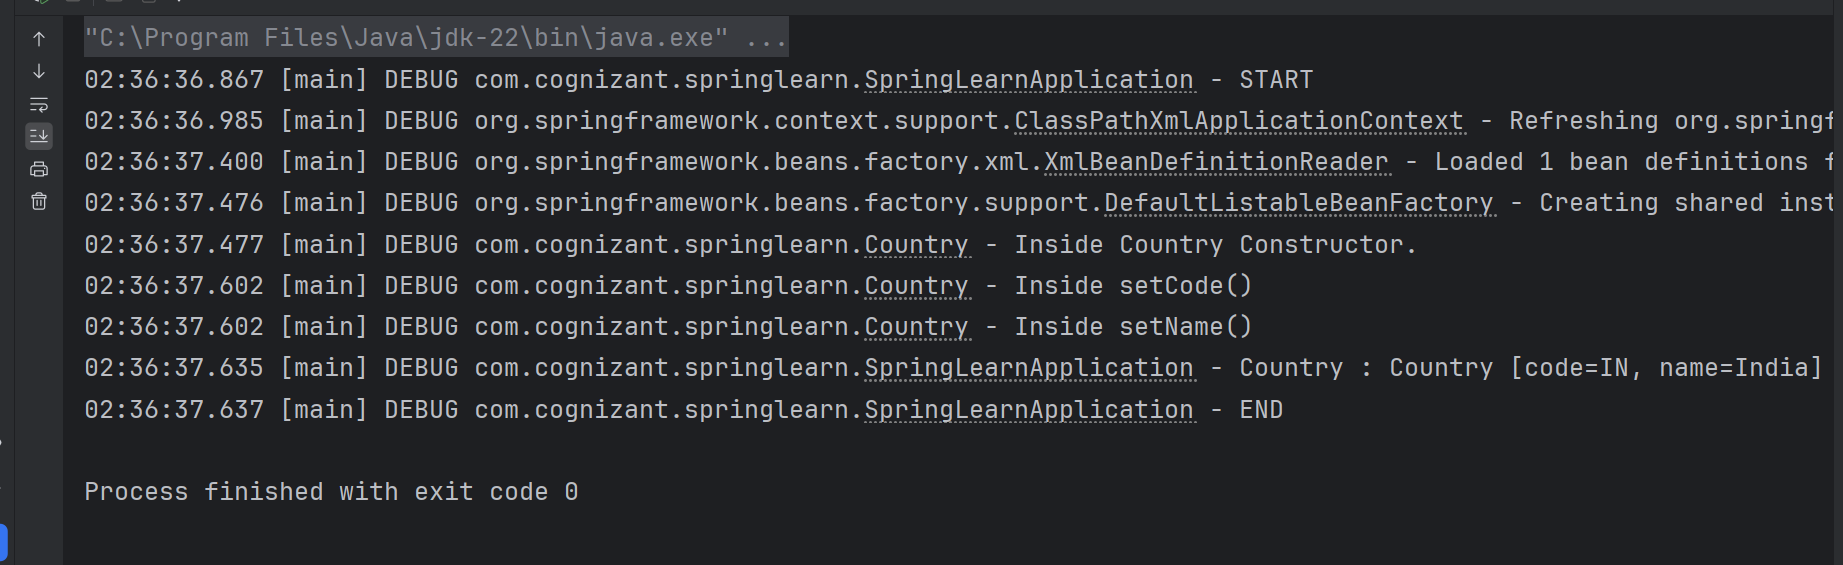 "C:\Program Files\Java\jdk-22\bin\java.exe" ...
02:36:36.867 [main] DEBUG com.cognizant.springlearn.SpringLearnApplication - START
02:36:36.985 [main] DEBUG org.springframework.context.support.ClassPathXmlApplicationContext - Refreshing org.springf
02:36:37.400 [main] DEBUG org.springframework.beans.factory.xml.XmlBeanDefinitionReader - Loaded 1 bean definitions f
02:36:37.476 [main] DEBUG org.springframework.beans.factory.support.DefaultListableBeanFactory - Creating shared inst
02:36:37.477 [main] DEBUG com.cognizant.springlearn.Country - Inside Country Constructor.
02:36:37.602 [main] DEBUG com.cognizant.springlearn.Country - Inside setCode()
02:36:37.602 [main] DEBUG com.cognizant.springlearn.Country - Inside setName()
02:36:37.635 [main] DEBUG com.cognizant.springlearn.SpringLearnApplication - Country : Country [code=IN, name=India]
02:36:37.637 [main] DEBUG com.cognizant.springlearn.SpringLearnApplication - END
Process finished with exit code 0